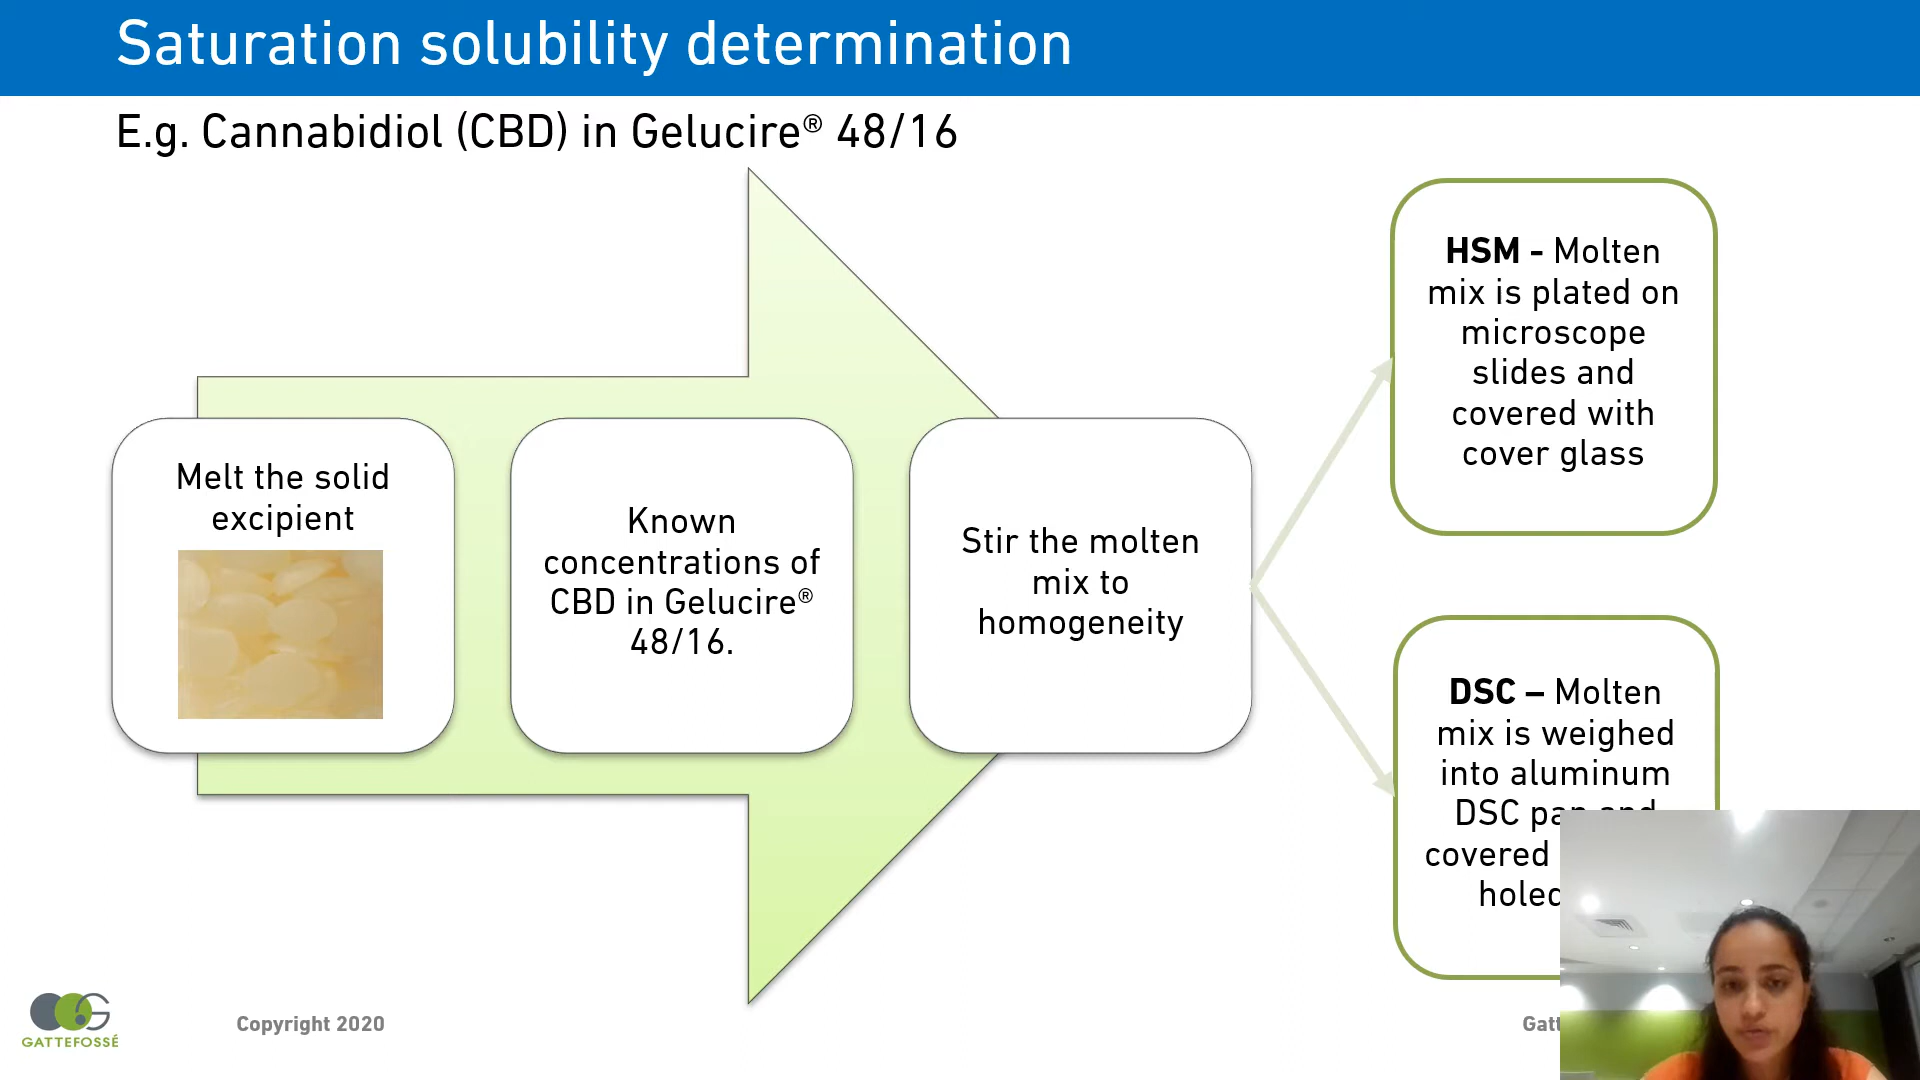 Saturation solubility determination
E.g. Cannabidiol (CBD) in Gelucire® 48/16
Melt the solid
excipient
Known
concentrations of
CBD in Gelucire®
48/16.
Stir the molten
mix to
homogeneity
HSM - Molten
mix is plated on
microscope
slides and
covered with
cover glass
DSC – Molten
mix is weighed
into aluminum
DSC pan and
covered
GATTEFOSSÉ
Copyright 2020